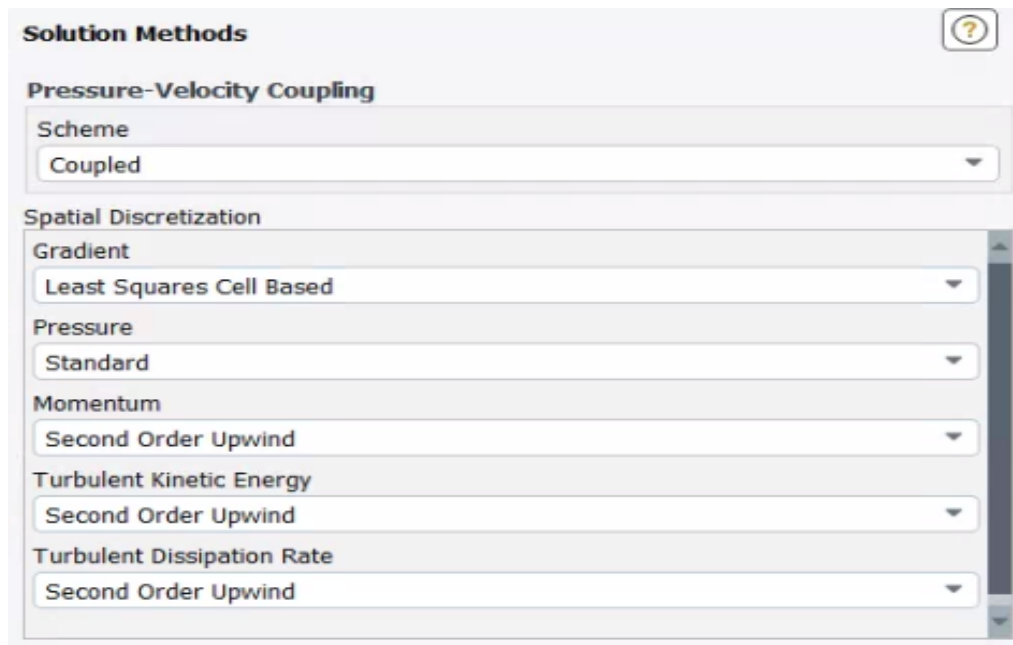 Solution Methods
?
Pressure-Velocity Coupling
Scheme
Coupled
Spatial Discretization
Gradient
Least Squares Cell Based
Pressure
Standard
Momentum
Second Order Upwind
Turbulent Kinetic Energy
Second Order Upwind
Turbulent Dissipation Rate
Second Order Upwind